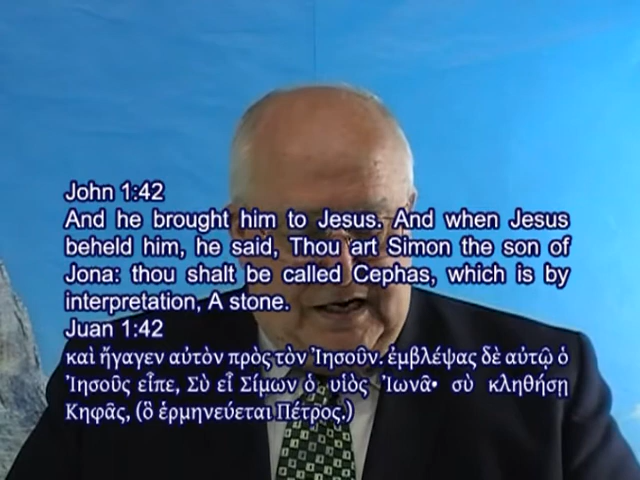 John 1:42
And he brought him to Jesus. And when Jesus
beheld him, he said, Thou art Simon the son of
Jona: thou shalt be called Cephas, which is by
interpretation, A stone.
Juan 1:42
καὶ ἤγαγεν αὐτὸν πρὸς τὸν Ἰησοῦν. ἐμβλέψας δὲ αὐτῷ ὁ
Ἰησοῦς εἶπε, Σὺ εἶ Σίμων ὁ υἱὸς Ἰωνᾶ• σὺ κληθήσῃ
Κηφᾶς, (ὃ ἑρμηνεύεται Πέτρος.)